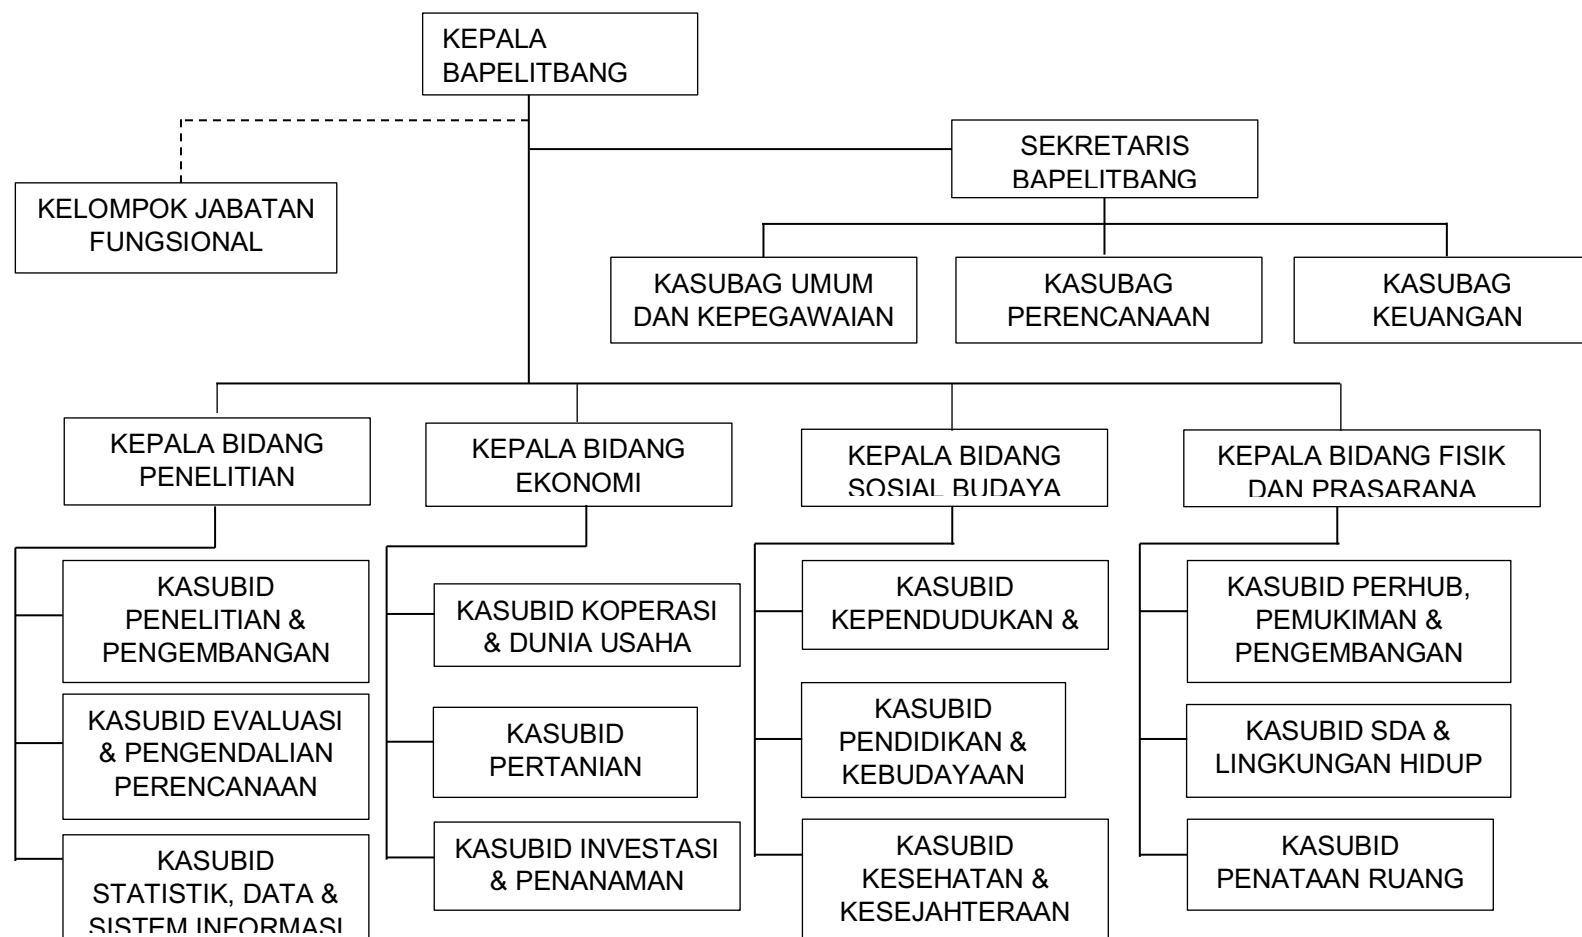 KEPALA
BAPELITBANG
SEKRETARIS
BAPELITBANG
KELOMPOK JABATAN
FUNGSIONAL
KASUBAG UMUM
DAN KEPEGAWAIAN
KASUBAG
PERENCANAAN
KASUBAG
KEUANGAN
KEPALA BIDANG
PENELITIAN
KEPALA BIDANG
EKONOMI
KEPALA BIDANG
SOSIAL BUDAYA
KEPALA BIDANG FISIK
DAN PRASARANA
KASUBID
PENELITIAN &
PENGEMBANGAN
KASUBID KOPERASI
& DUNIA USAHA
KASUBID
KEPENDUDUKAN &
KASUBID PERHUB,
PEMUKIMAN &
PENGEMBANGAN
KASUBID EVALUASI
& PENGENDALIAN
PERENCANAAN
KASUBID
PERTANIAN
KASUBID
PENDIDIKAN &
KEBUDAYAAN
KASUBID SDA &
LINGKUNGAN HIDUP
KASUBID
STATISTIK, DATA &
SISTEM INFORMASI
KASUBID INVESTASI
& PENANAMAN
KASUBID
KESEHATAN &
KESEJAHTERAAN
KASUBID
PENATAAN RUANG